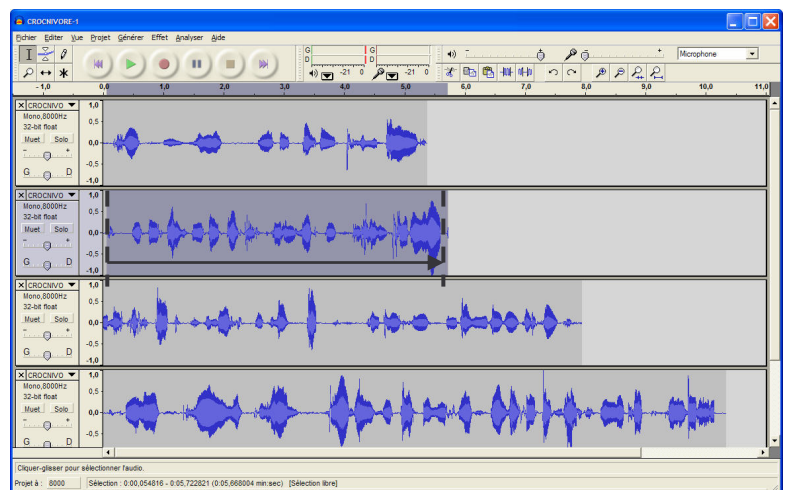 CROCNIVORE-1
Fichier Editer Vue Projet Générer Effet Analyser Aide
G G
D D
-21 0 -21 0
Microphone
- 1,0 0,0 1,0 2,0 3,0 4,0 5,0 6,0 7,0 8,0 9,0 10,0 11,0
X CROCNIVO
Mono,8000Hz
32-bit float
Muet Solo
- +
G D
1,0
0,5
0,0
-0,5
-1,0
X CROCNIVO
Mono,8000Hz
32-bit float
Muet Solo
- +
G D
1,0
0,5
0,0
-0,5
-1,0
X CROCNIVO
Mono,8000Hz
32-bit float
Muet Solo
- +
G D
1,0
0,5
0,0
-0,5
-1,0
X CROCNIVO
Mono,8000Hz
32-bit float
Muet Solo
- +
G D
1,0
0,5
0,0
-0,5
Cliquer-glisser pour sélectionner l'audio.
Projet à : 8000 Sélection : 0:00,054816 - 0:05,722821 (0:05,668004 min:sec) [Sélection libre]